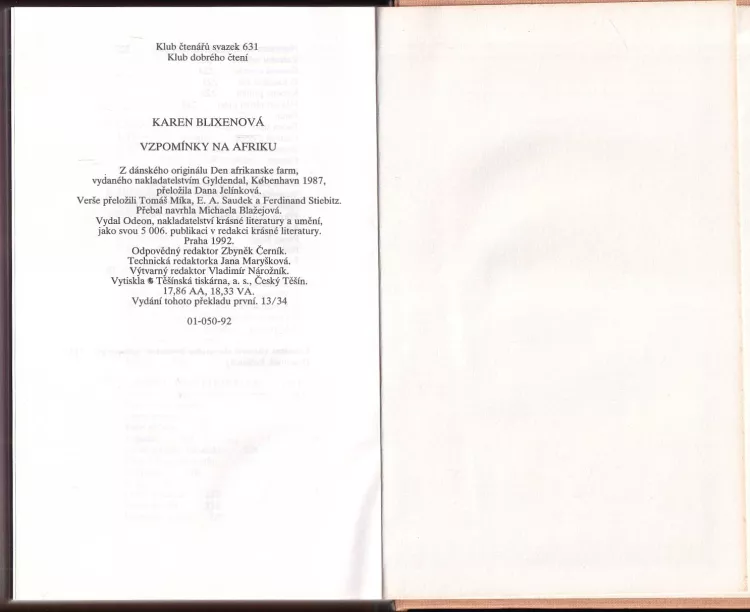 Klub čtenářů svazek 631
Klub dobrého čtení
KAREN BLIXENOVÁ
VZPOMÍNKY NA AFRIKU
Z dánského originálu Den afrikanske farm,
vydaného nakladatelstvím Gyldendal, København 1987,
přeložila Dana Jelínková.
Verše přeložili Tomáš Míka, E. A. Saudek a Ferdinand Stiebitz.
Přebal navrhla Michaela Blažejová.
Vydal Odeon, nakladatelství krásné literatury a umění,
jako svou 5 006. publikaci v redakci krásné literatury.
Praha 1992.
Odpovědný redaktor Zbyněk Černík.
Technická redaktorka Jana Maryšková.
Výtvarný redaktor Vladimír Nárožník.
Vytiskla Těšínská tiskárna, a. s., Český Těšín.
17,86 AA, 18,33 VA.
Vydání tohoto překladu první. 13/34
01-050-92